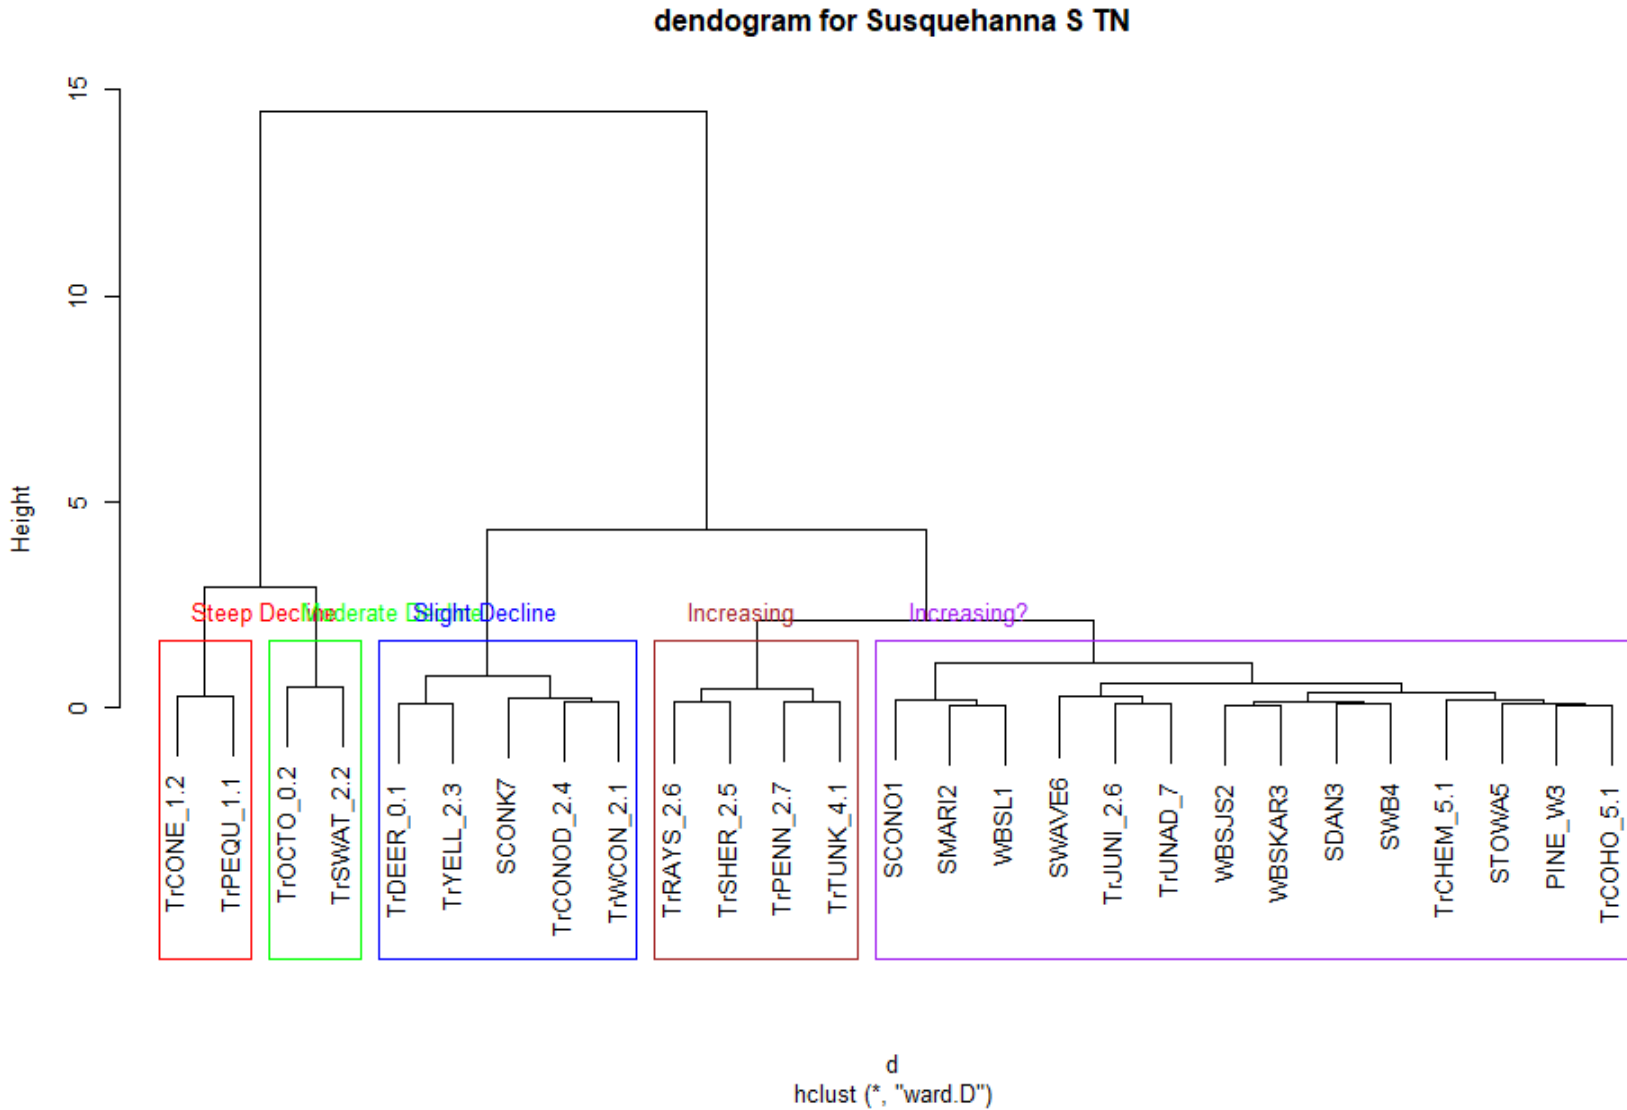 dendogram for Susquehanna S TN
Height
15
10
5
0
Steep Decline
Moderate Decline
Slight Decline
Increasing
Increasing?
TrCONE_1.2
TrPEQU_1.1
TrOCTO_0.2
TrSWAT_2.2
TrDEER_0.1
TrYELL_2.3
SCONK7
TrCONOD_2.4
TrWCON_2.1
TrRAYS_2.6
TrSHER_2.5
TrPENN_2.7
TrTUNK_4.1
SCONO1
SMARI2
WBSL1
SWAVE6
TrJUNI_2.6
TrUNAD_7
WBSJS2
WBSKAR3
SDAN3
SWB4
TrCHEM_5.1
STOWA5
PINE_W3
TrCOHO_5.1
d
hclust (*, "ward.D")